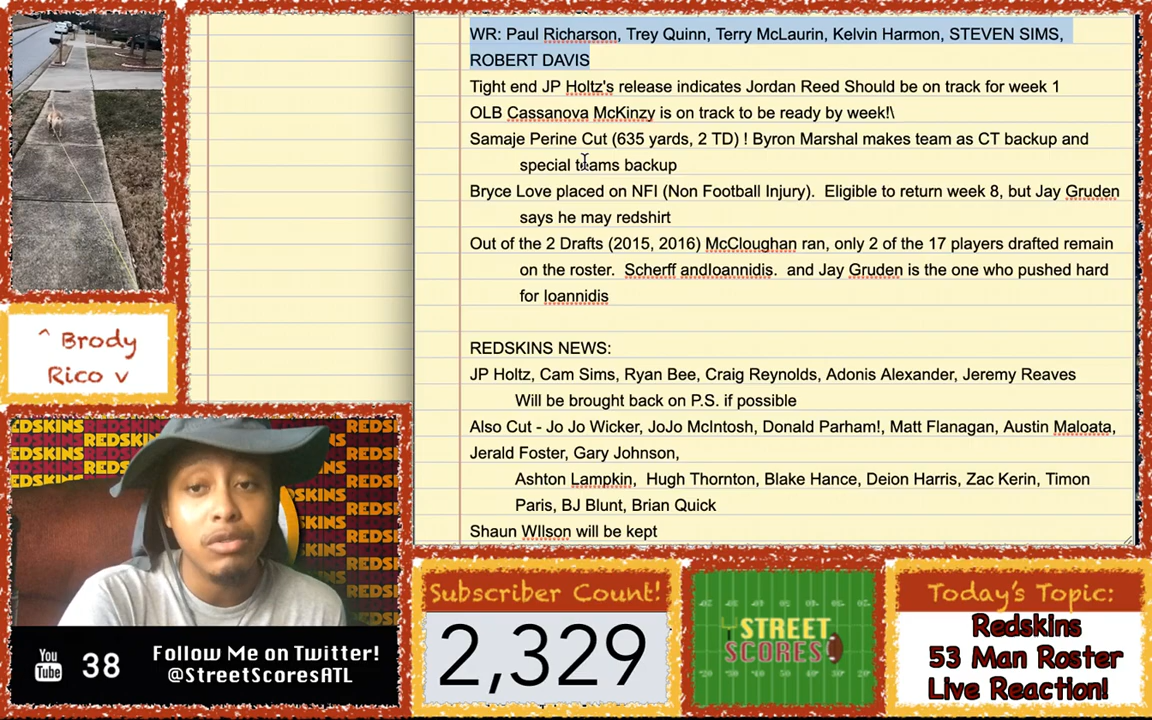 WR: Paul Richarson, Trey Quinn, Terry McLaurin, Kelvin Harmon, STEVEN SIMS,
ROBERT DAVIS
Tight end JP Holtz's release indicates Jordan Reed Should be on track for week 1
OLB Cassanova McKinzy is on track to be ready by week!\
Samaje Perine Cut (635 yards, 2 TD) ! Byron Marshal makes team as CT backup and
special teams backup
Bryce Love placed on NFI (Non Football Injury). Eligible to return week 8, but Jay Gruden
says he may redshirt
Out of the 2 Drafts (2015, 2016) McCloughan ran, only 2 of the 17 players drafted remain
on the roster. Scherff andIoannidis. and Jay Gruden is the one who pushed hard
for Ioannidis
REDSKINS NEWS:
JP Holtz, Cam Sims, Ryan Bee, Craig Reynolds, Adonis Alexander, Jeremy Reaves
Will be brought back on P.S. if possible
Also Cut - Jo Jo Wicker, JoJo McIntosh, Donald Parham!, Matt Flanagan, Austin Maloata,
Jerald Foster, Gary Johnson,
Ashton Lampkin, Hugh Thornton, Blake Hance, Deion Harris, Zac Kerin, Timon
Paris, BJ Blunt, Brian Quick
Shaun WIlson will be kept
^ Brody
Rico v
REDSKINS REDSKINS REDSKINS
You Tube 38
Follow Me on Twitter!
@StreetScoresATL
Subscriber Count!
2,329
STREET
SCORES
Today's Topic:
Redskins
53 Man Roster
Live Reaction!